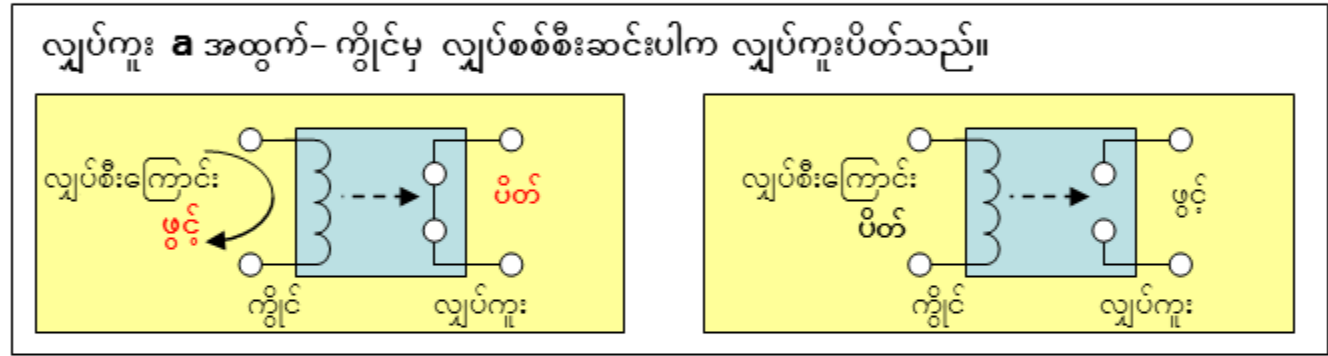 လျှပ်ကူး a အထွက်– ကွိုင်မှ လျှပ်စစ်စီးဆင်းပါက လျှပ်ကူးပိတ်သည်။
လျှပ်စီးကြောင်း
ဖွင့်
ပိတ်
ကွိုင်
လျှပ်ကူး
လျှပ်စီးကြောင်း
ပိတ်
ဖွင့်
ကွိုင်
လျှပ်ကူး